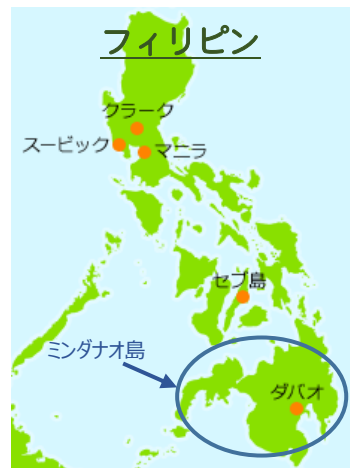 フィリピン
クラーク
スービック
マニラ
セブ島
ミンダナオ島
ダバオ